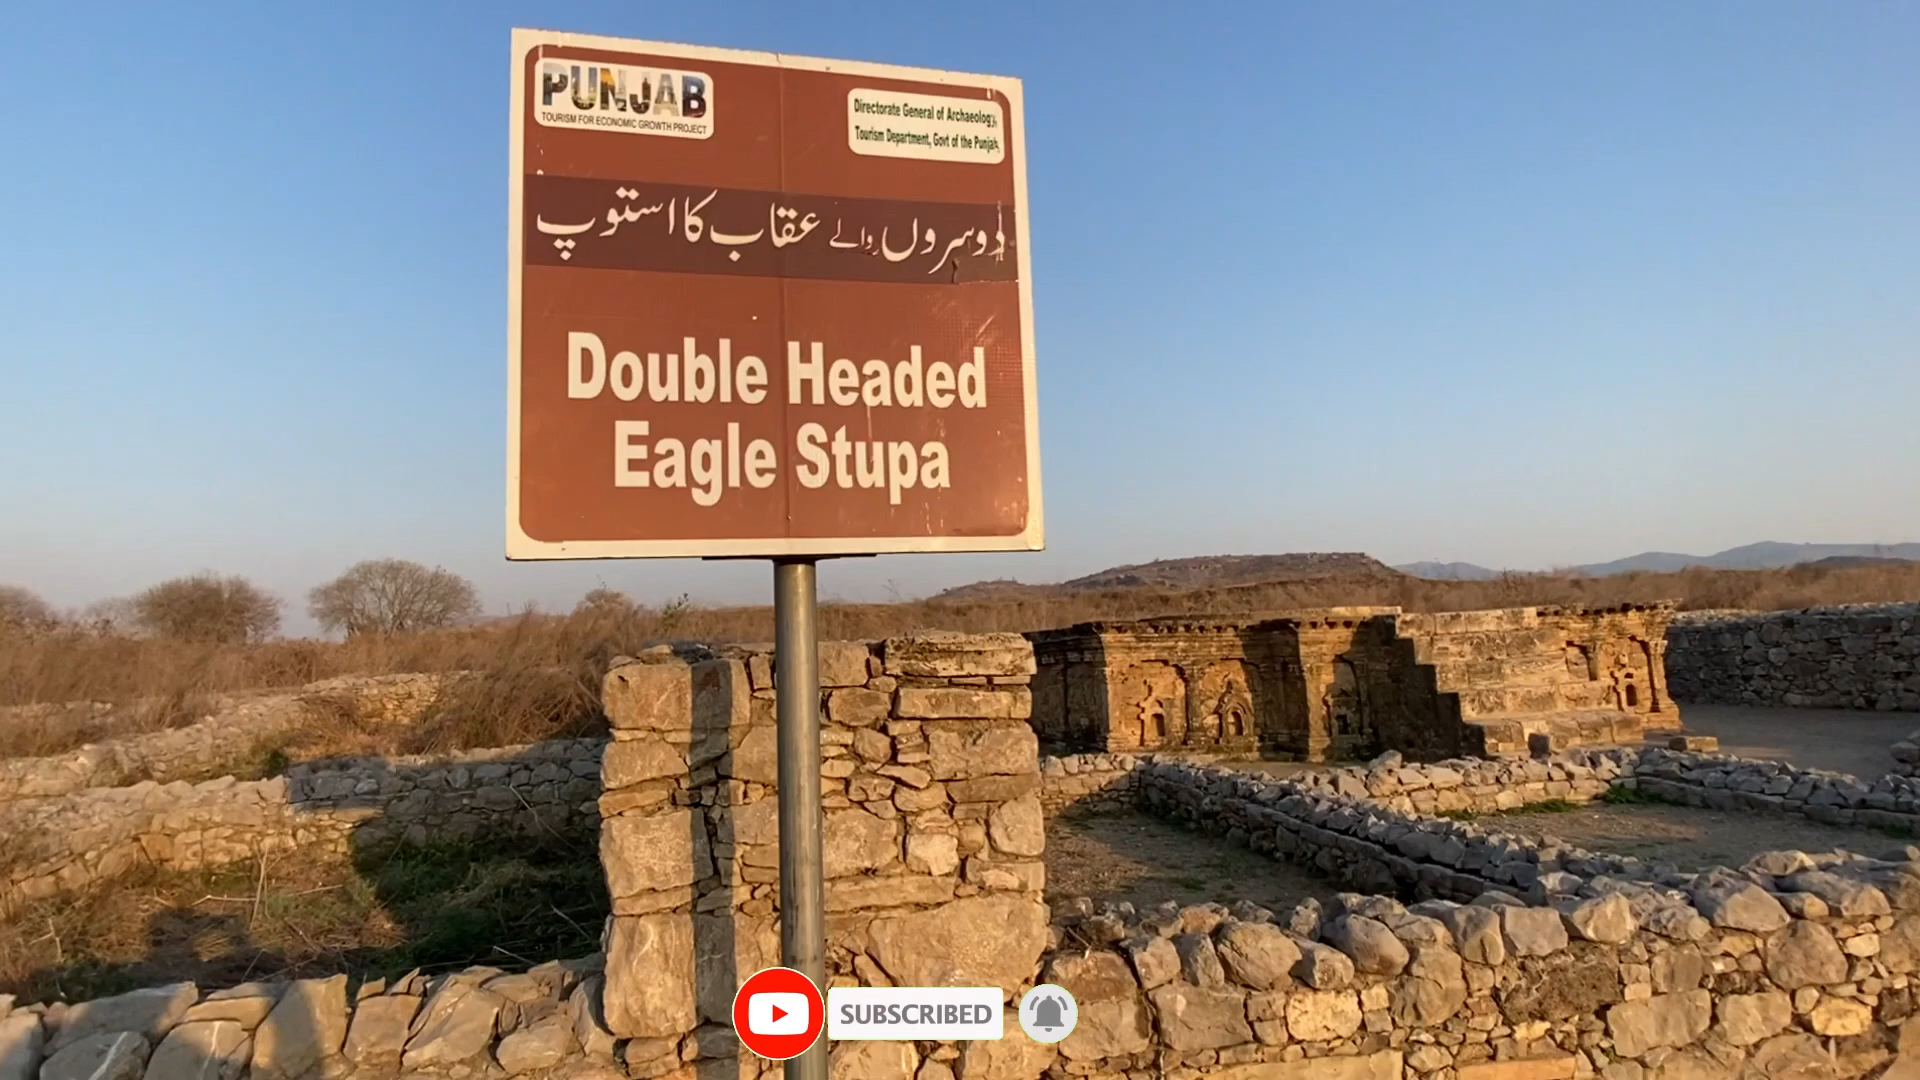 PUNJAB
TOURISM FOR ECONOMIC GROWTH PROJECT
Directorate General of Archaeology,
Tourism Department, Govt of the Punjab,
دوسروں والے عقاب کا استوپ
Double Headed
Eagle Stupa
SUBSCRIBED